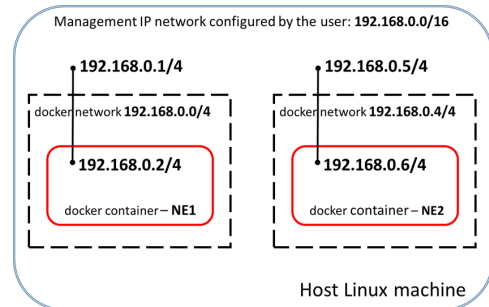 Management IP network configured by the user: 192.168.0.0/16
192.168.0.1/4
192.168.0.5/4
docker network 192.168.0.0/4
docker network 192.168.0.4/4
192.168.0.2/4
192.168.0.6/4
docker container – NE1
docker container – NE2
Host Linux machine